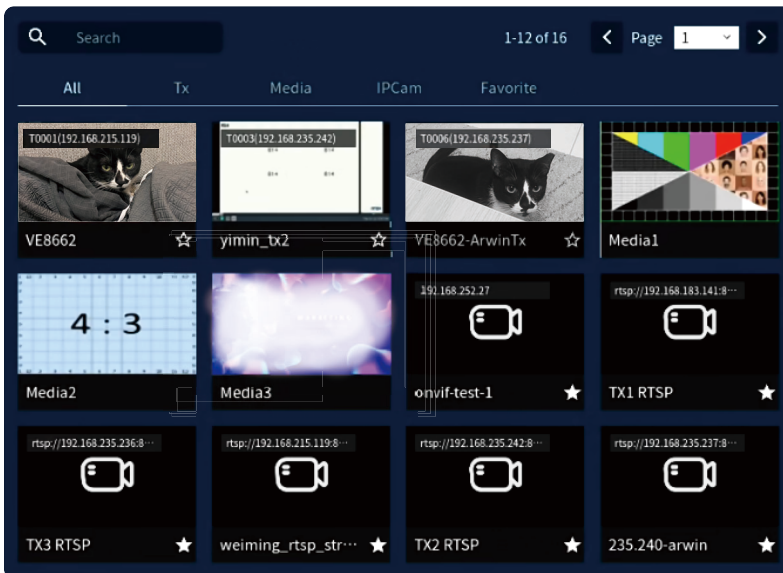 Search
1-12 of 16
Page
1
All Tx Media IPCam Favorite
T0001(192.168.215.119)
T0003(192.168.235.242)
T0006(192.168.235.237)
VE8662
yimin_tx2
VE8662-ArwinTx
Media1
4 : 3
192.168.252.27
rtsp://192.168.183.141:8···
Media2
Media3
onvif-test-1
TX1 RTSP
rtsp://192.168.235.236:8···
rtsp://192.168.215.119:8···
rtsp://192.168.235.242:8···
rtsp://192.168.235.237:8···
TX3 RTSP
weiming_rtsp_str···
TX2 RTSP
235.240-arwin